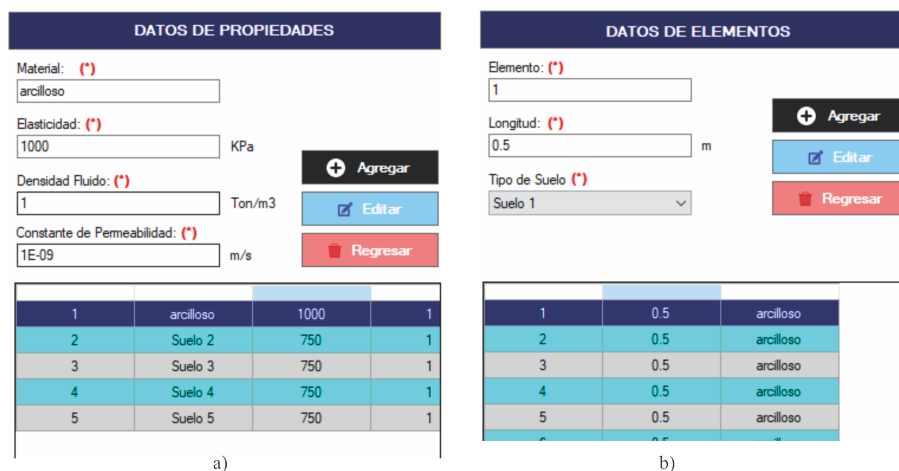 DATOS DE PROPIEDADES
Material: (*)
arcilloso
Elasticidad: (*)
1000 KPa
Densidad Fluido: (*)
1 Ton/m3
Constante de Permeabilidad: (*)
1E-09 m/s
Agregar
Editar
Regresar
1 arcilloso 1000 1
2 Suelo 2 750 1
3 Suelo 3 750 1
4 Suelo 4 750 1
5 Suelo 5 750 1
a)
DATOS DE ELEMENTOS
Elemento: (*)
1
Longitud: (*)
0.5 m
Tipo de Suelo (*)
Suelo 1
Agregar
Editar
Regresar
1 0.5 arcilloso
2 0.5 arcilloso
3 0.5 arcilloso
4 0.5 arcilloso
5 0.5 arcilloso
b)